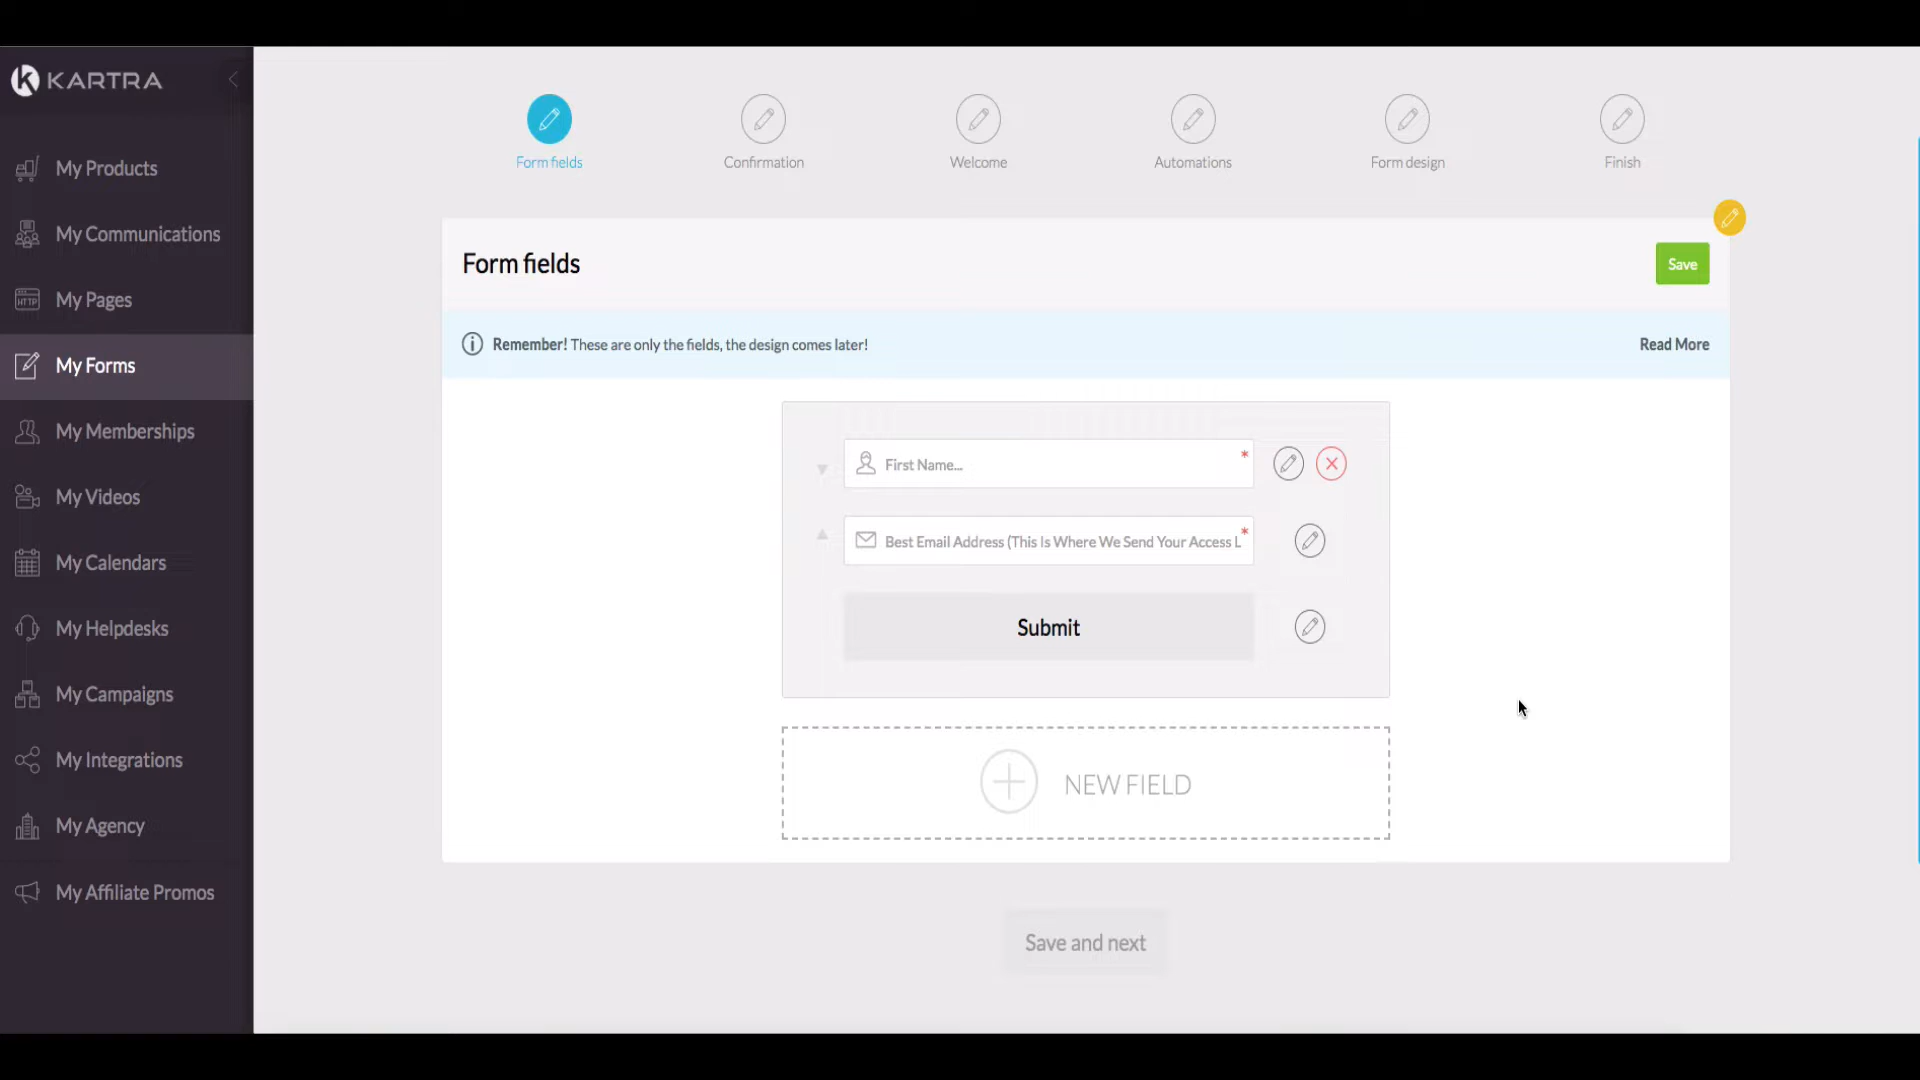 KARTRA
My Products
My Communications
HTTP
My Pages
My Forms
My Memberships
My Videos
My Calendars
My Helpdesks
My Campaigns
My Integrations
My Agency
My Affiliate Promos
Form fields
Confirmation
Welcome
Automations
Form design
Finish
Form fields
Save
Remember! These are only the fields, the design comes later!
Read More
First Name... *
Best Email Address (This Is Where We Send Your Access L *
Submit
NEW FIELD
Save and next